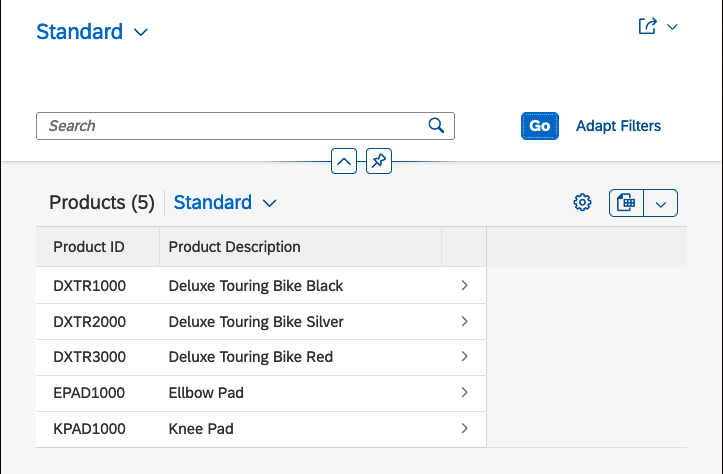 Standard
Search
Go
Adapt Filters
Products (5)
Standard
Product ID
Product Description
DXTR1000
Deluxe Touring Bike Black
DXTR2000
Deluxe Touring Bike Silver
DXTR3000
Deluxe Touring Bike Red
EPAD1000
Ellbow Pad
KPAD1000
Knee Pad